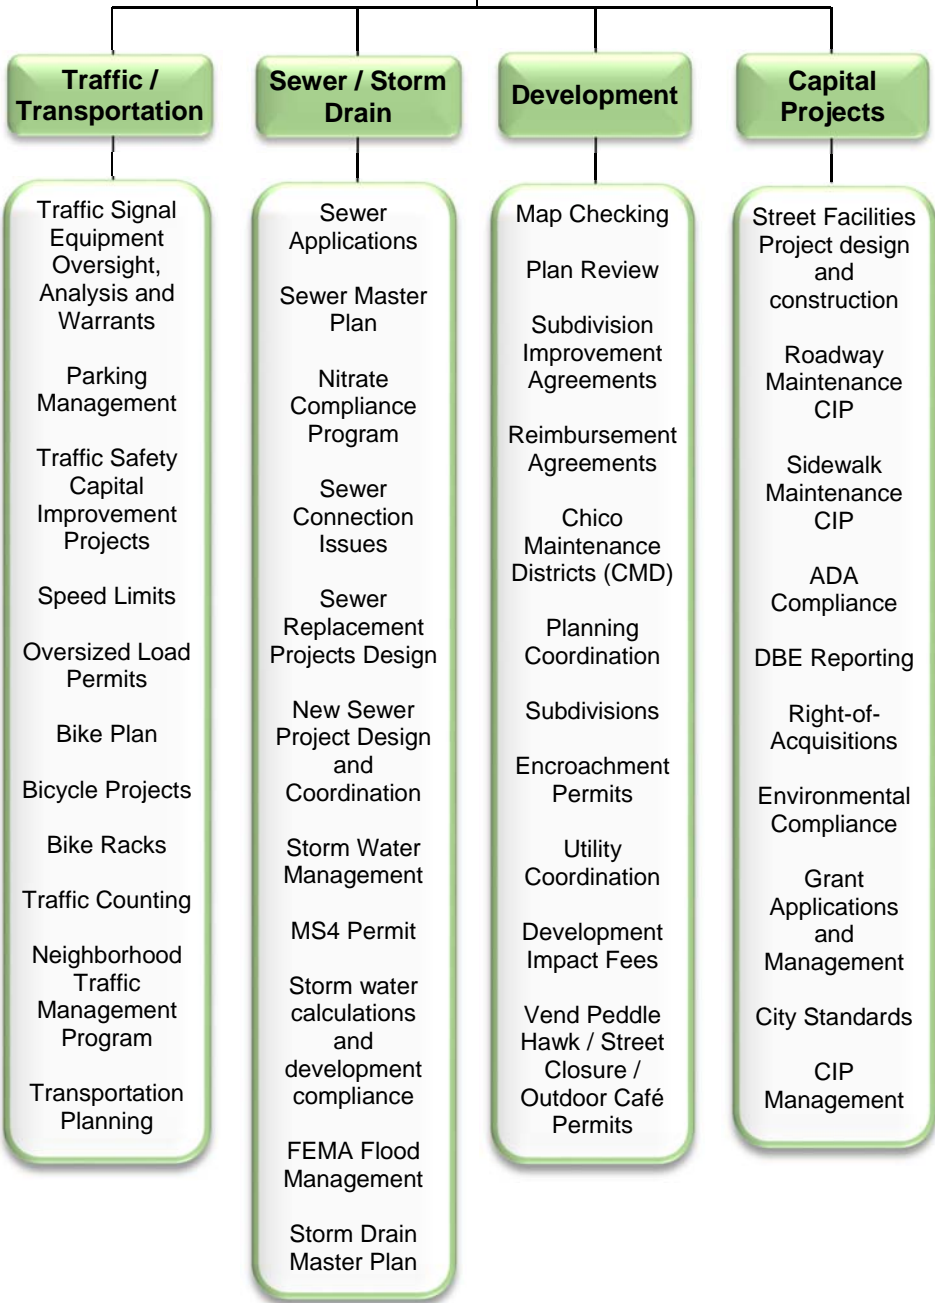 Traffic /
Transportation
Traffic Signal
Equipment
Oversight,
Analysis and
Warrants
Parking
Management
Traffic Safety
Capital
Improvement
Projects
Speed Limits
Oversized Load
Permits
Bike Plan
Bicycle Projects
Bike Racks
Traffic Counting
Neighborhood
Traffic
Management
Program
Transportation
Planning
Sewer / Storm
Drain
Sewer
Applications
Sewer Master
Plan
Nitrate
Compliance
Program
Sewer
Connection
Issues
Sewer
Replacement
Projects Design
New Sewer
Project Design
and
Coordination
Storm Water
Management
MS4 Permit
Storm water
calculations
and
development
compliance
FEMA Flood
Management
Storm Drain
Master Plan
Development
Map Checking
Plan Review
Subdivision
Improvement
Agreements
Reimbursement
Agreements
Chico
Maintenance
Districts (CMD)
Planning
Coordination
Subdivisions
Encroachment
Permits
Utility
Coordination
Development
Impact Fees
Vend Peddle
Hawk / Street
Closure /
Outdoor Café
Permits
Capital
Projects
Street Facilities
Project design
and
construction
Roadway
Maintenance
CIP
Sidewalk
Maintenance
CIP
ADA
Compliance
DBE Reporting
Right-of-
Acquisitions
Environmental
Compliance
Grant
Applications
and
Management
City Standards
CIP
Management